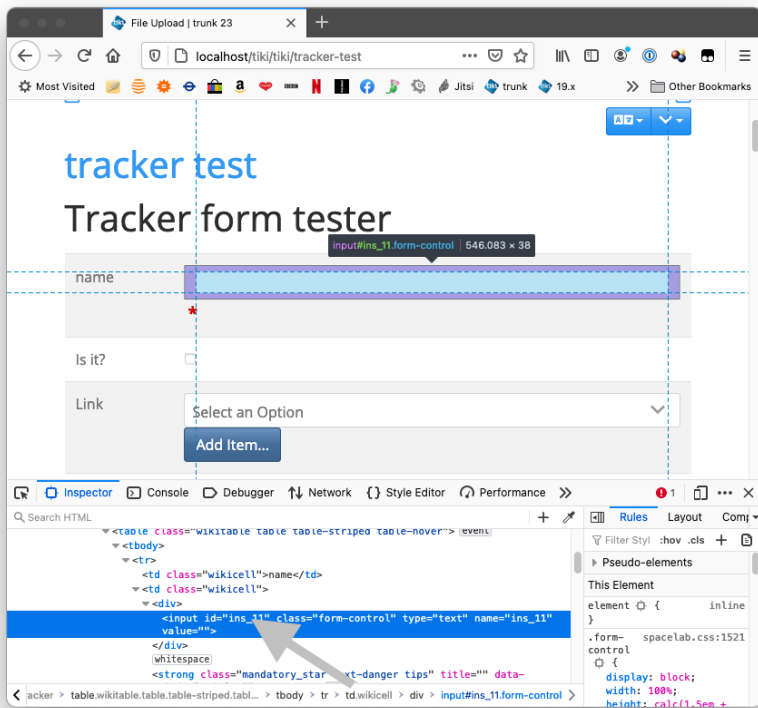 File Upload | trunk 23
localhost/tiki/tiki/tracker-test
Most Visited
a
N
Jitsi
trunk
19.x
Other Bookmarks
tracker test
Tracker form tester
input#ins_11.form-control | 546.083 × 38
name
*
Is it?
Link
Select an Option
Add Item...
Inspector Console Debugger Network {} Style Editor Performance 1
Search HTML
Rules Layout
<table class="wikitable table table-striped table-hover"> event
<tbody>
<tr>
<td class="wikicell">name</td>
<td class="wikicell">
<div>
<input id="ins_11" class="form-control" type="text" name="ins_11"
value="">
</div>
whitespace
<strong class="mandatory_star
xt-danger tips" title="" data-
Filter Styl :hov .cls
Pseudo-elements
This Element
element { inline
}
.form- spacelab.css:1521
control
{
display: block;
width: 100%;
height: calc(1.5em +
table.wikitable.table.table-striped.tabl... > tbody > tr > td.wikicell > div > input#ins_11.form-control